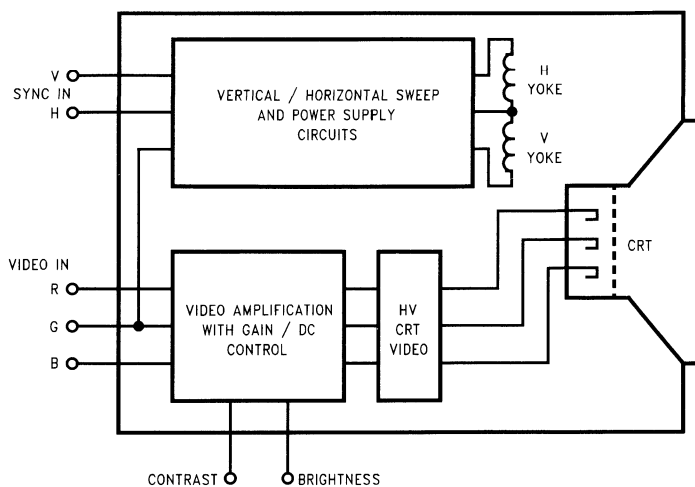 V
SYNC IN
H
VERTICAL / HORIZONTAL SWEEP
AND POWER SUPPLY
CIRCUITS
H
YOKE
V
YOKE
CRT
VIDEO IN
R
G
B
VIDEO AMPLIFICATION
WITH GAIN / DC
CONTROL
HV
CRT
VIDEO
CONTRAST
BRIGHTNESS